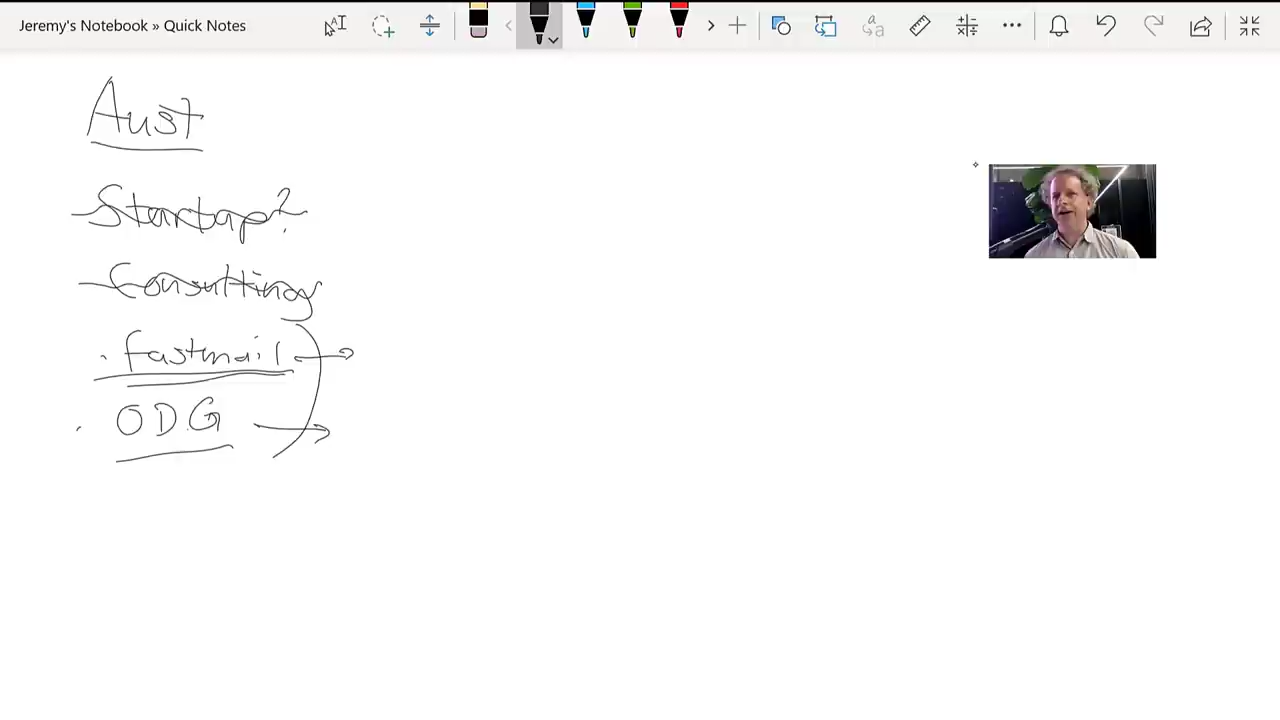 Jeremy's Notebook » Quick Notes
Aust
Startup?
Consulting
. fastmail
. ODG